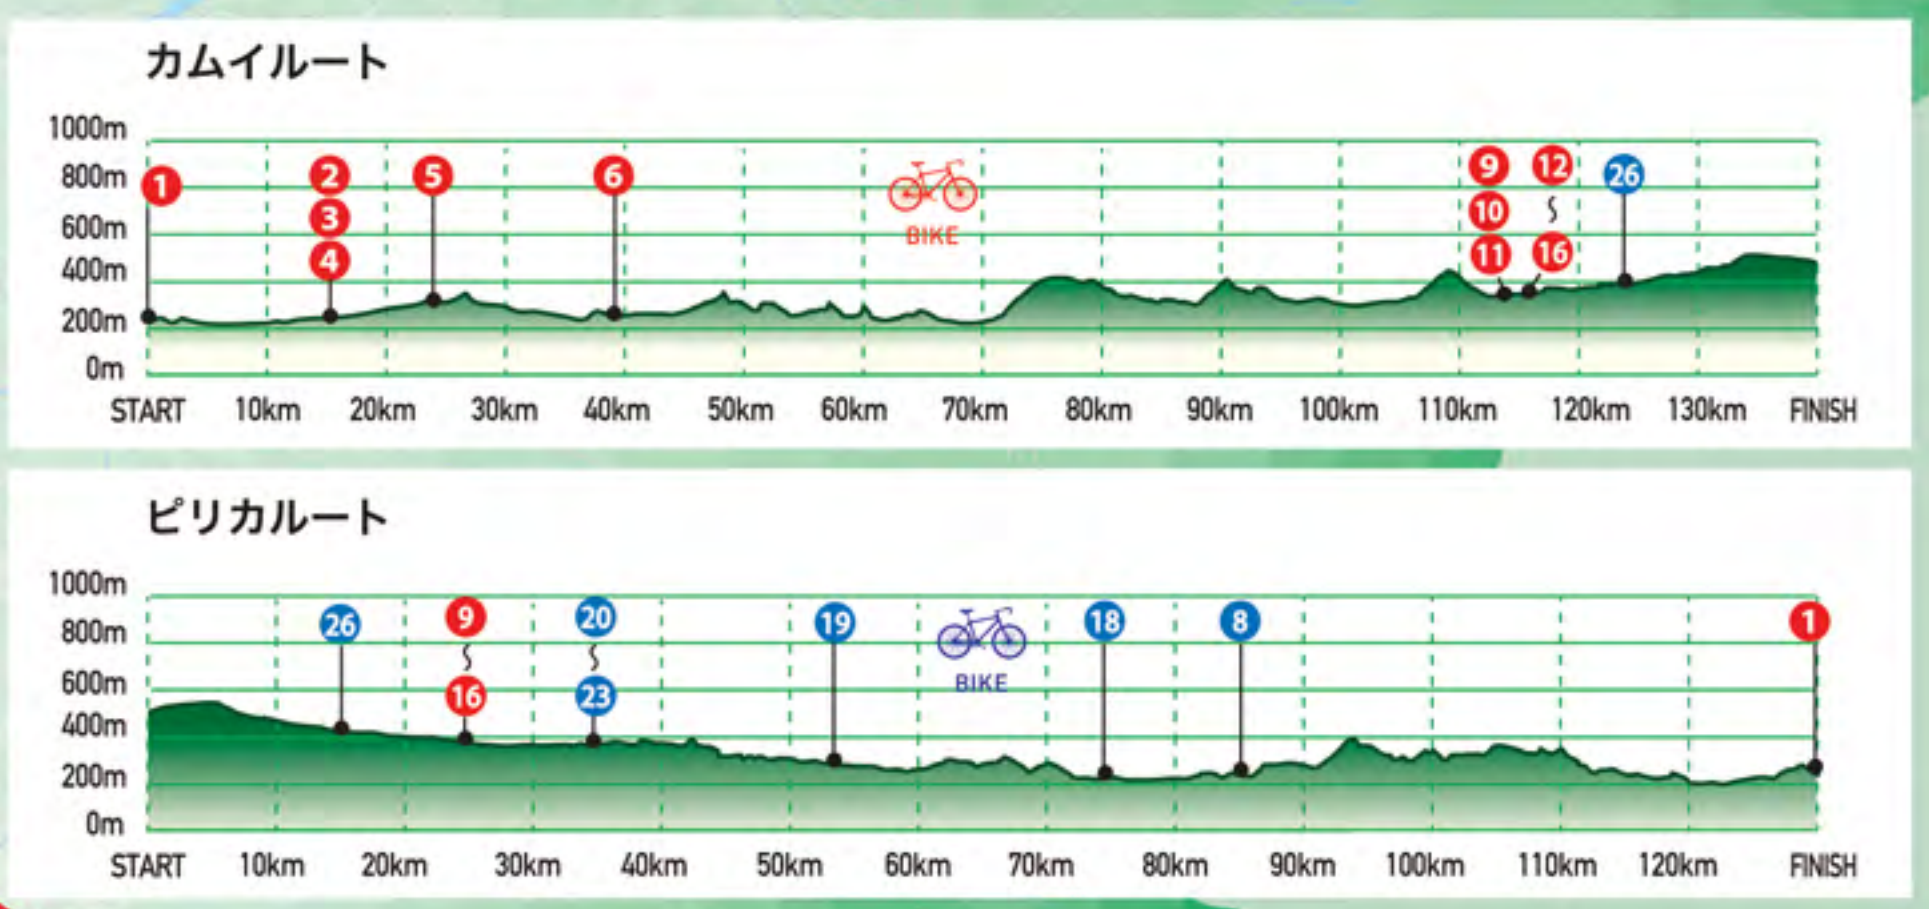 カムイルート
1000m
800m
600m
400m
200m
0m
1
2
3
4
5
6
BIKE
9
10
11
12
16
26
START 10km 20km 30km 40km 50km 60km 70km 80km 90km 100km 110km 120km 130km FINISH
ピリカルート
1000m
800m
600m
400m
200m
0m
26
9
16
20
23
19
BIKE
18
8
1
START 10km 20km 30km 40km 50km 60km 70km 80km 90km 100km 110km 120km FINISH